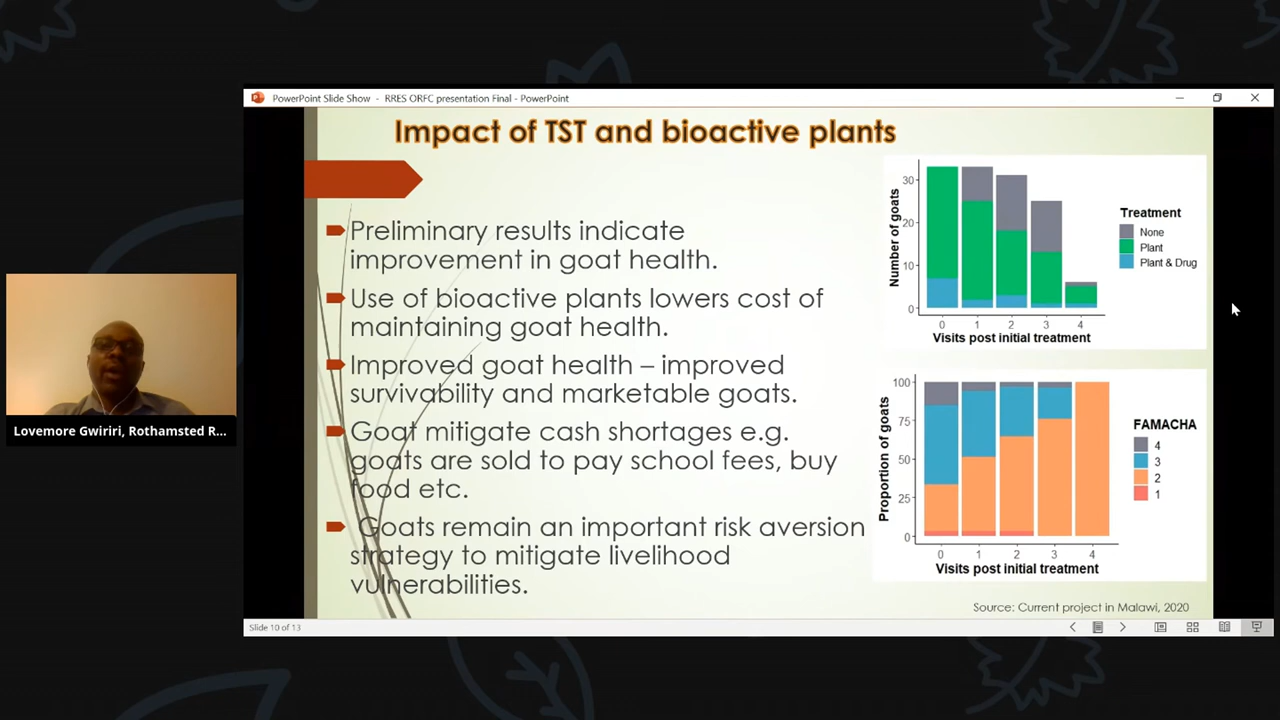 PowerPoint Slide Show - RRES ORFC presentation Final - PowerPoint
Impact of TST and bioactive plants
Preliminary results indicate
improvement in goat health.
Use of bioactive plants lowers cost of
maintaining goat health.
Improved goat health – improved
survivability and marketable goats.
Goat mitigate cash shortages e.g.
goats are sold to pay school fees, buy
food etc.
Goats remain an important risk aversion
strategy to mitigate livelihood
vulnerabilities.
Number of goats
30
20
10
0
0 1 2 3 4
Visits post initial treatment
Treatment
None
Plant
Plant & Drug
Proportion of goats
100
75
50
25
0
0 1 2 3 4
Visits post initial treatment
FAMACHA
4
3
2
1
Source: Current project in Malawi, 2020
Slide 10 of 13
Lovemore Gwiriri, Rothamsted R...